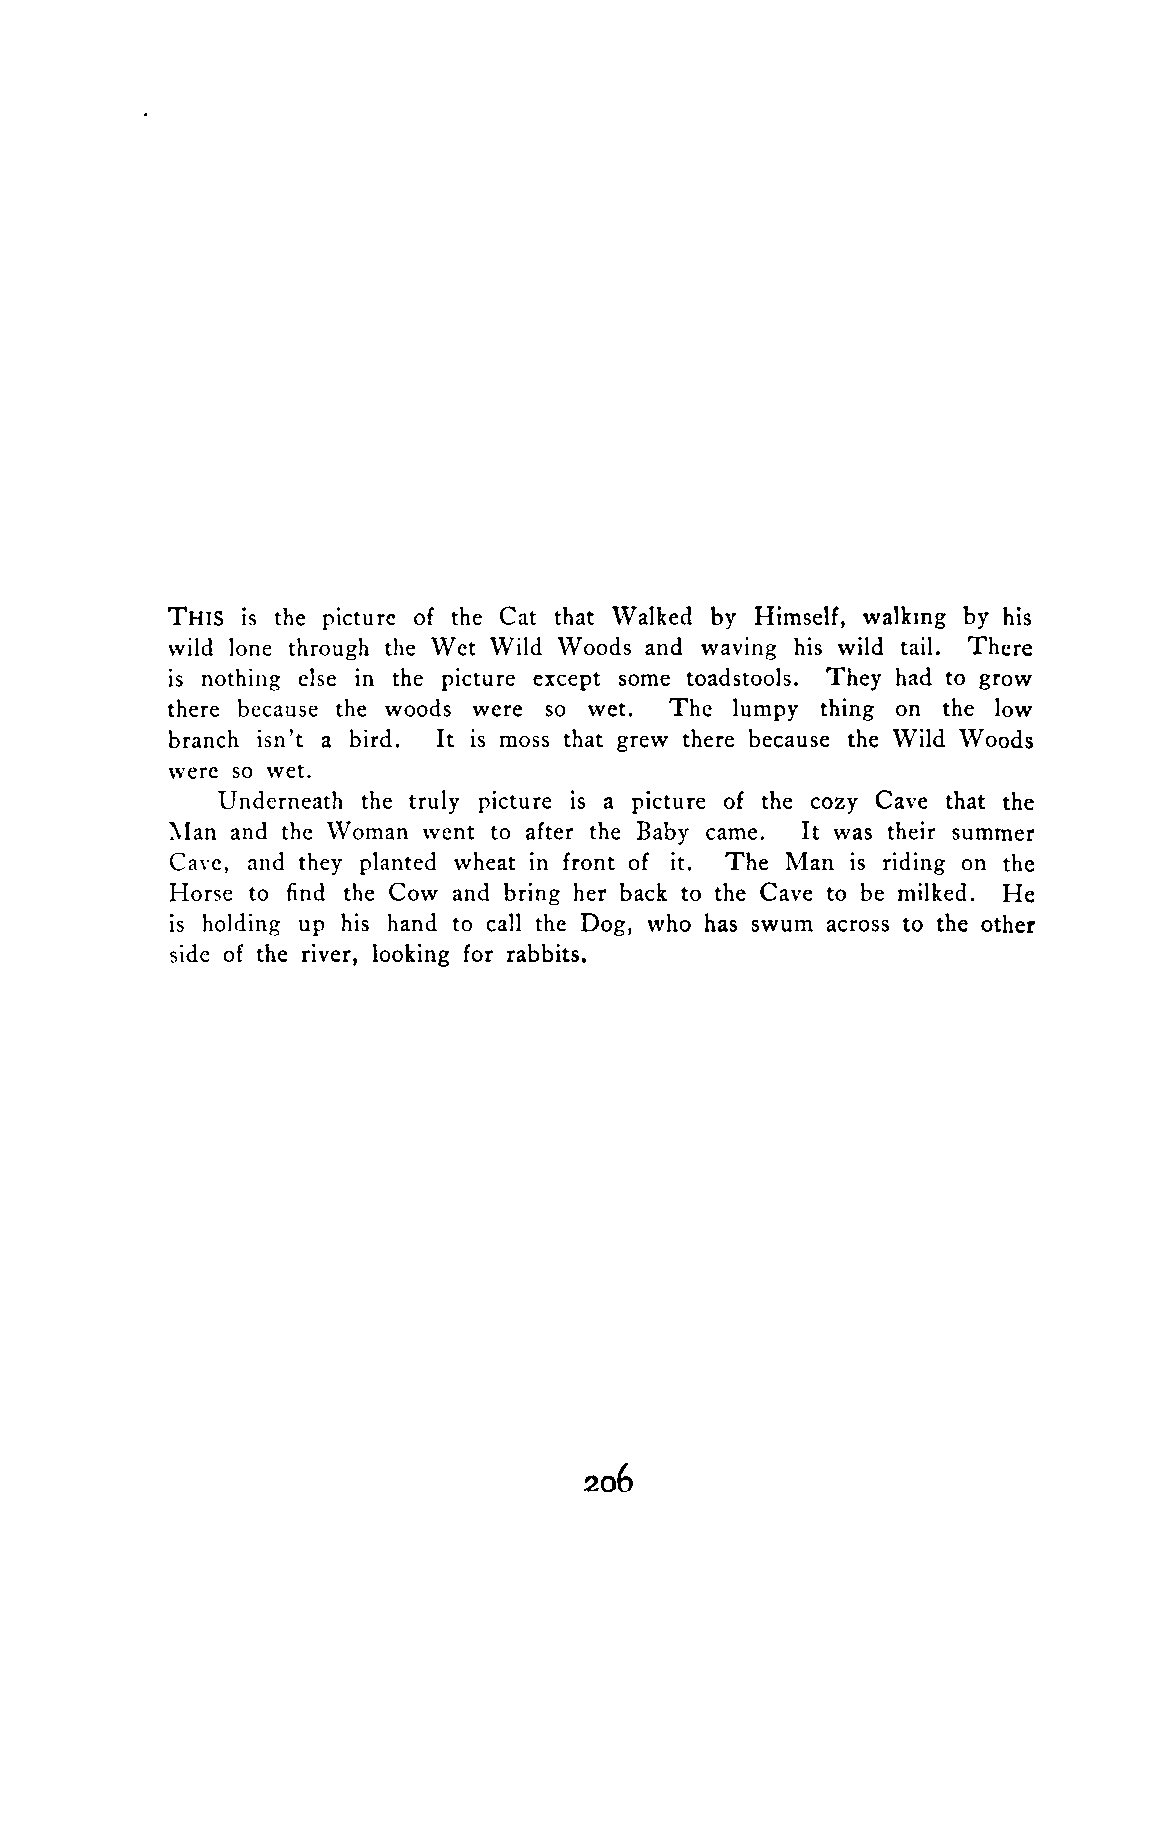 THIS is the picture of the Cat that Walked by Himself, walking by his
wild lone through the Wet Wild Woods and waving his wild tail. There
is nothing else in the picture except some toadstools. They had to grow
there because the woods were so wet. The lumpy thing on the low
branch isn't a bird. It is moss that grew there because the Wild Woods
were so wet.
Underneath the truly picture is a picture of the cozy Cave that the
Man and the Woman went to after the Baby came. It was their summer
Cave, and they planted wheat in front of it. The Man is riding on the
Horse to find the Cow and bring her back to the Cave to be milked. He
is holding up his hand to call the Dog, who has swum across to the other
side of the river, looking for rabbits.
206